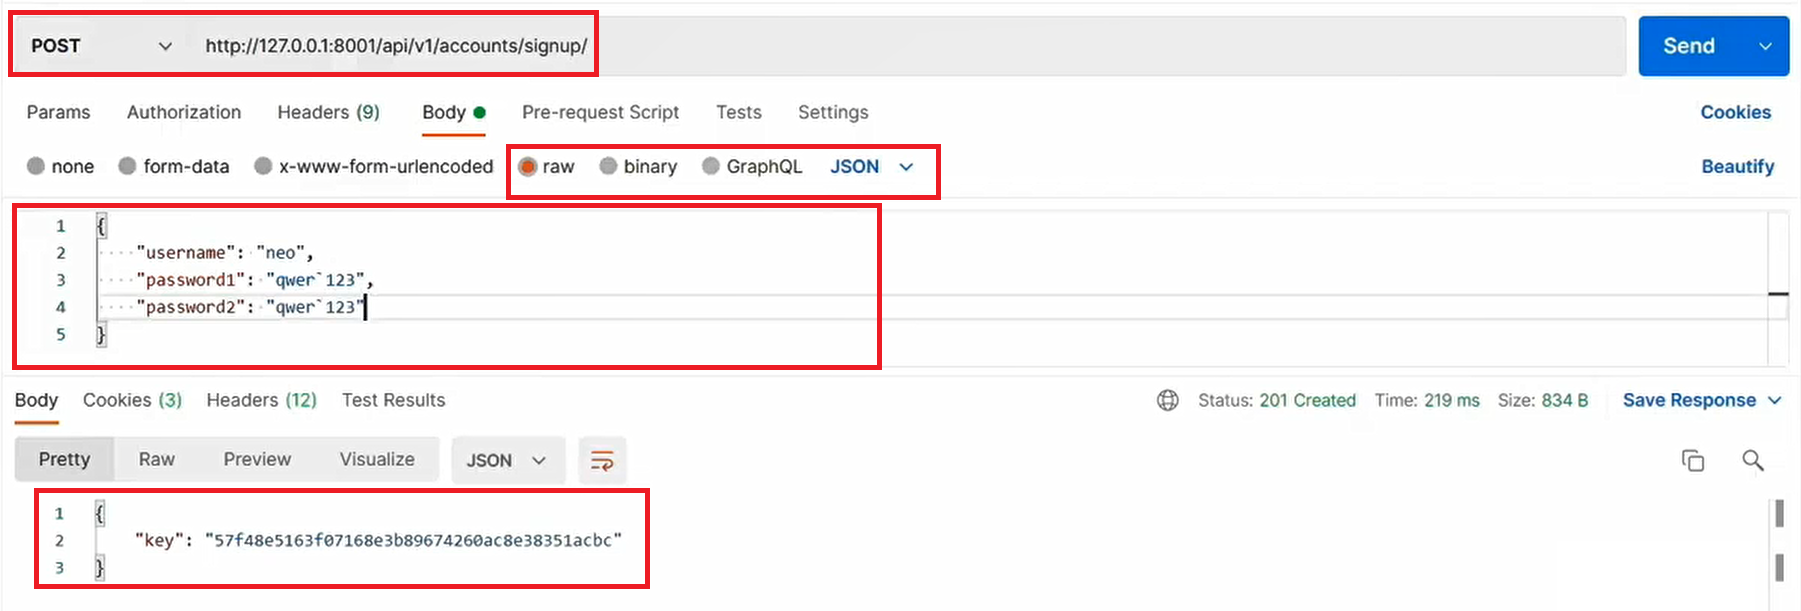 POST http://127.0.0.1:8001/api/v1/accounts/signup/ Send
Params Authorization Headers (9) Body Pre-request Script Tests Settings Cookies
none form-data x-www-form-urlencoded raw binary GraphQL JSON Beautify
1 {
2 "username": "neo",
3 "password1": "qwer`123",
4 "password2": "qwer`123"
5 }
Body Cookies (3) Headers (12) Test Results Status: 201 Created Time: 219 ms Size: 834 B Save Response
Pretty Raw Preview Visualize JSON
1 {
2 "key": "57f48e5163f07168e3b89674260ac8e38351acbc"
3 }